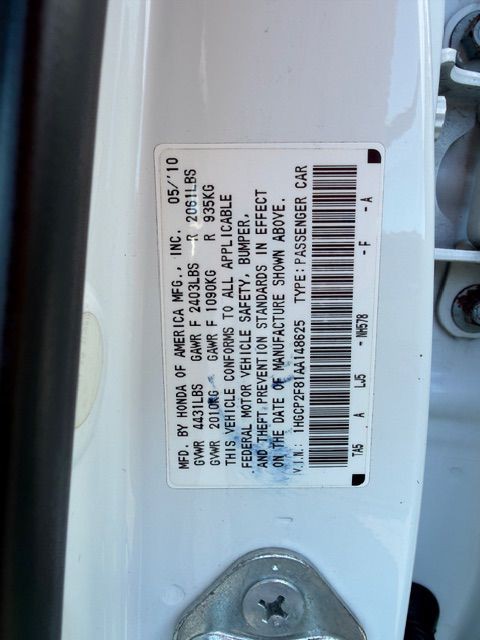 MFD. BY HONDA OF AMERICA MFG., INC. 05/'10
GVWR 4431LBS GAWR F 2403LBS R 2061LBS
GVWR 2010KG GAWR F 1090KG R 935KG
THIS VEHICLE CONFORMS TO ALL APPLICABLE
FEDERAL MOTOR VEHICLE SAFETY, BUMPER,
AND THEFT PREVENTION STANDARDS IN EFFECT
ON THE DATE OF MANUFACTURE SHOWN ABOVE.
V.I.N.: 1HGCP2F81AA148625 TYPE: PASSENGER CAR
TA5 A LJ5 - NH578 - F - A